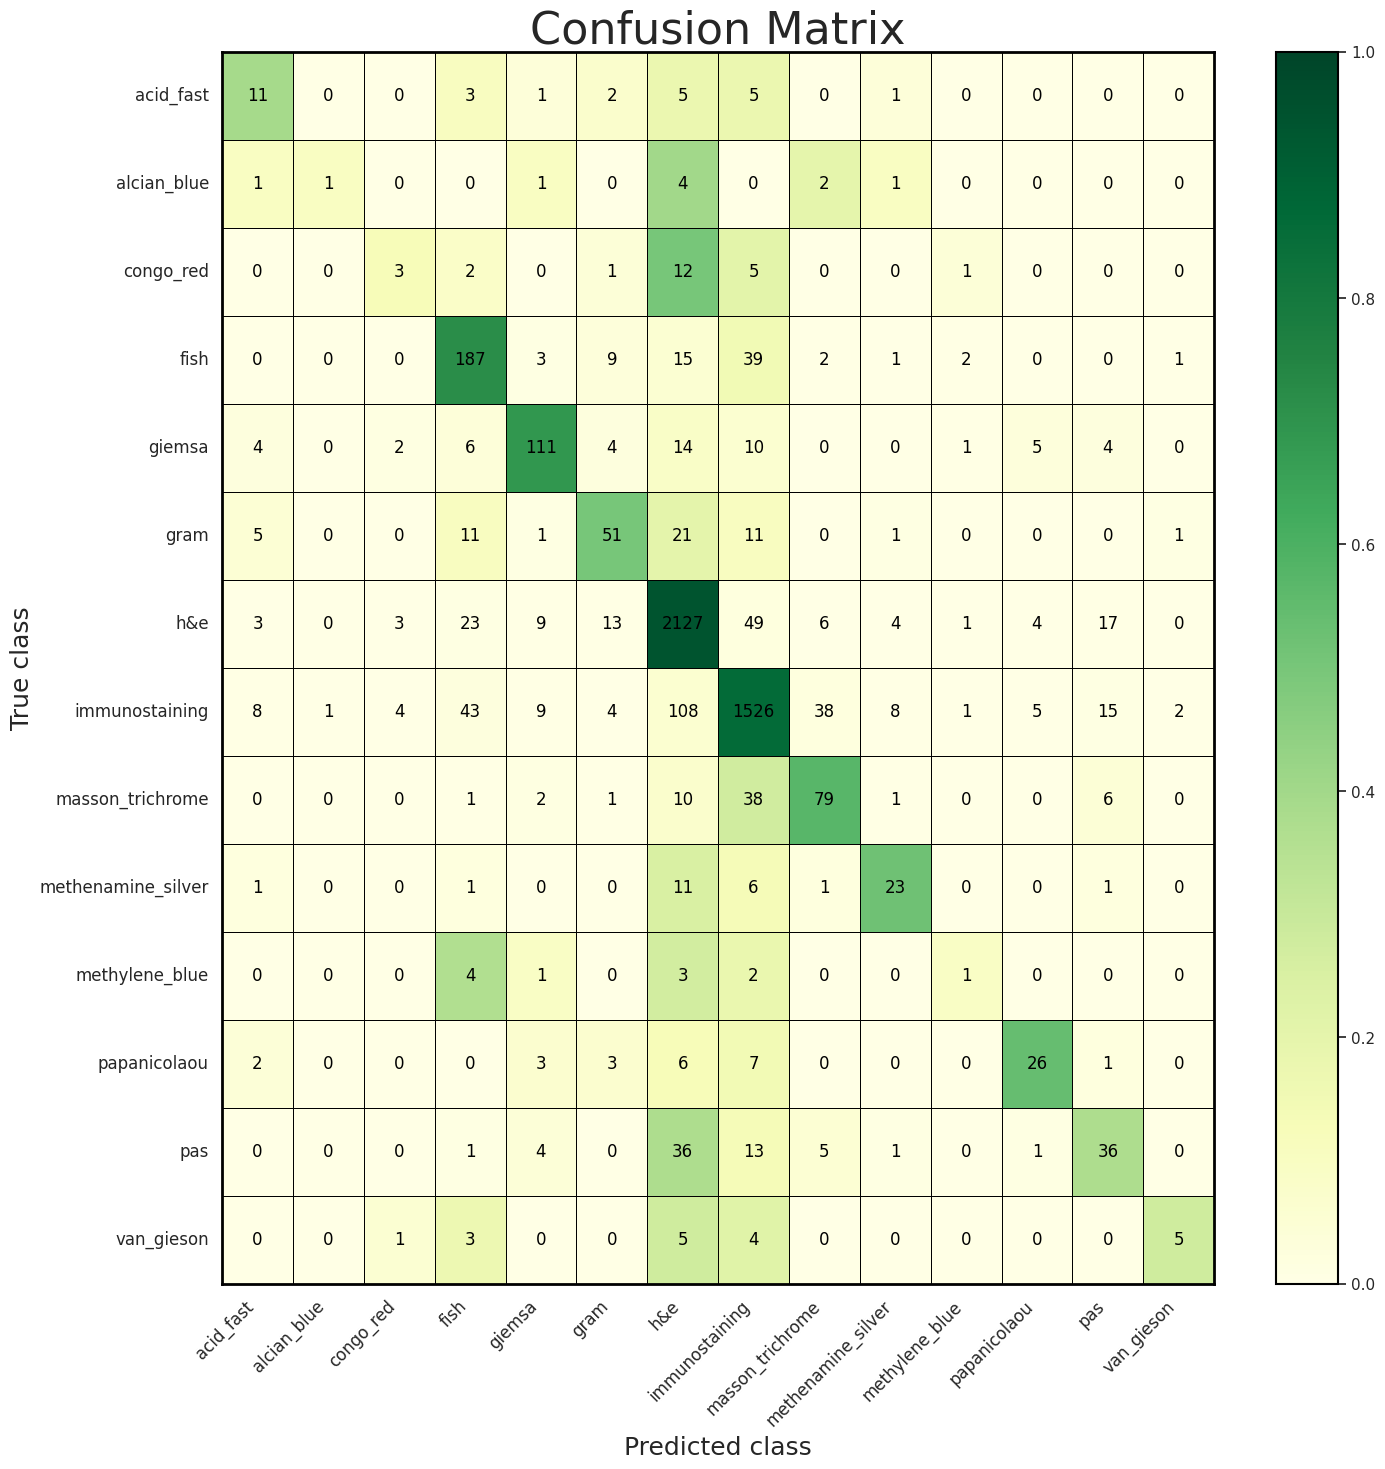 Confusion Matrix
acid_fast 11 0 0 3 1 2 5 5 0 1 0 0 0 0
alcian_blue 1 1 0 0 1 0 4 0 2 1 0 0 0 0
congo_red 0 0 3 2 0 1 12 5 0 0 1 0 0 0
fish 0 0 0 187 3 9 15 39 2 1 2 0 0 1
giemsa 4 0 2 6 111 4 14 10 0 0 1 5 4 0
gram 5 0 0 11 1 51 21 11 0 1 0 0 0 1
h&e 3 0 3 23 9 13 2127 49 6 4 1 4 17 0
immunostaining 8 1 4 43 9 4 108 1526 38 8 1 5 15 2
masson_trichrome 0 0 0 1 2 1 10 38 79 1 0 0 6 0
methenamine_silver 1 0 0 1 0 0 11 6 1 23 0 0 1 0
methylene_blue 0 0 0 4 1 0 3 2 0 0 1 0 0 0
papanicolaou 2 0 0 0 3 3 6 7 0 0 0 26 1 0
pas 0 0 0 1 4 0 36 13 5 1 0 1 36 0
van_gieson 0 0 1 3 0 0 5 4 0 0 0 0 0 5
acid_fast alcian_blue congo_red fish giemsa gram h&e immunostaining masson_trichrome methenamine_silver methylene_blue papanicolaou pas van_gieson
Predicted class
True class
1.0
0.8
0.6
0.4
0.2
0.0